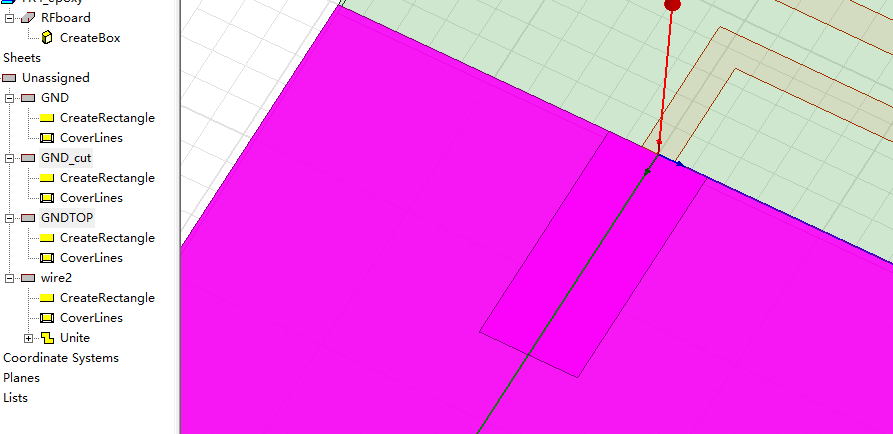 RFboard
CreateBox
Sheets
Unassigned
GND
CreateRectangle
CoverLines
GND_cut
CreateRectangle
CoverLines
GNDTOP
CreateRectangle
CoverLines
wire2
CreateRectangle
CoverLines
Unite
Coordinate Systems
Planes
Lists